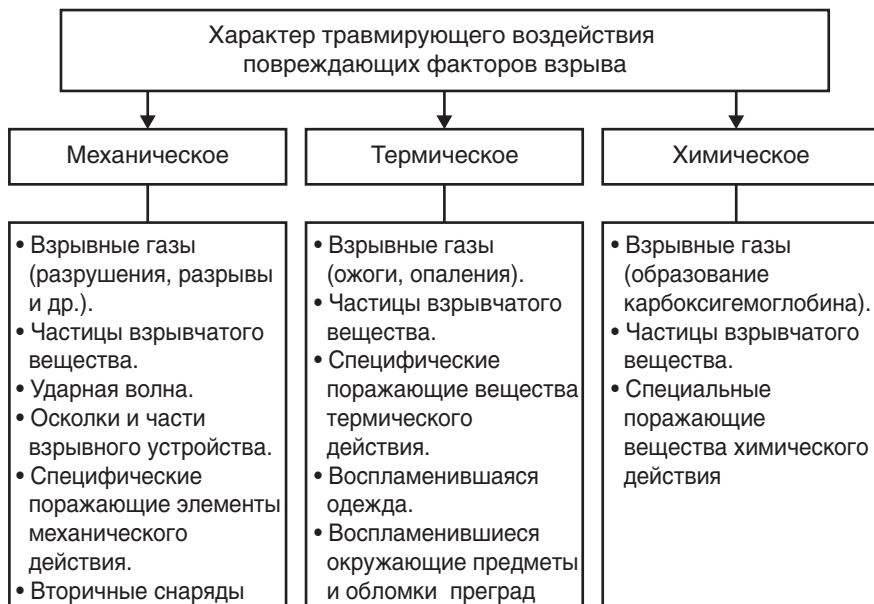 Характер травмирующего воздействия
повреждающих факторов взрыва
Механическое
Термическое
Химическое
• Взрывные газы
(разрушения, разрывы
и др.).
• Частицы взрывчатого
вещества.
• Ударная волна.
• Осколки и части
взрывного устройства.
• Специфические
поражающие элементы
механического
действия.
• Вторичные снаряды
• Взрывные газы
(ожоги, опаления).
• Частицы взрывчатого
вещества.
• Специфические
поражающие вещества
термического
действия.
• Воспламенившаяся
одежда.
• Воспламенившиеся
окружающие предметы
и обломки преград
• Взрывные газы
(образование
карбоксигемоглобина).
• Частицы взрывчатого
вещества.
• Специальные
поражающие
вещества химического
действия